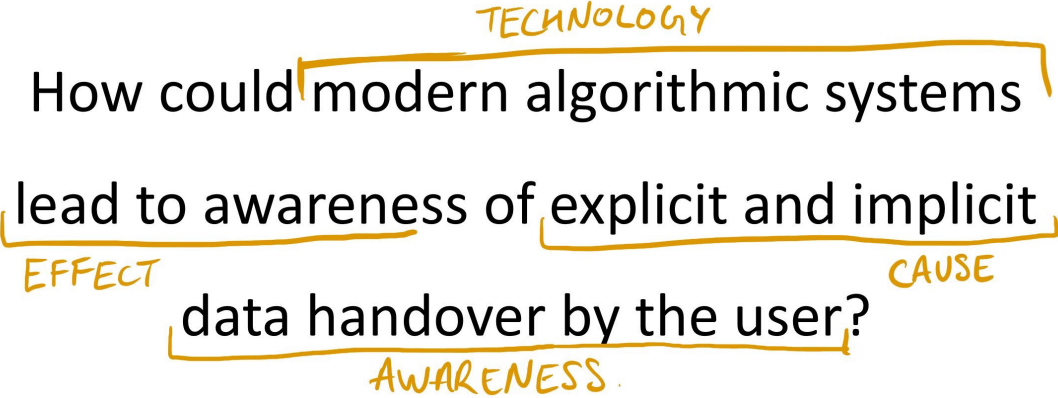 TECHNOLOGY
How could modern algorithmic systems
lead to awareness of explicit and implicit
EFFECT CAUSE
data handover by the user?
AWARENESS.